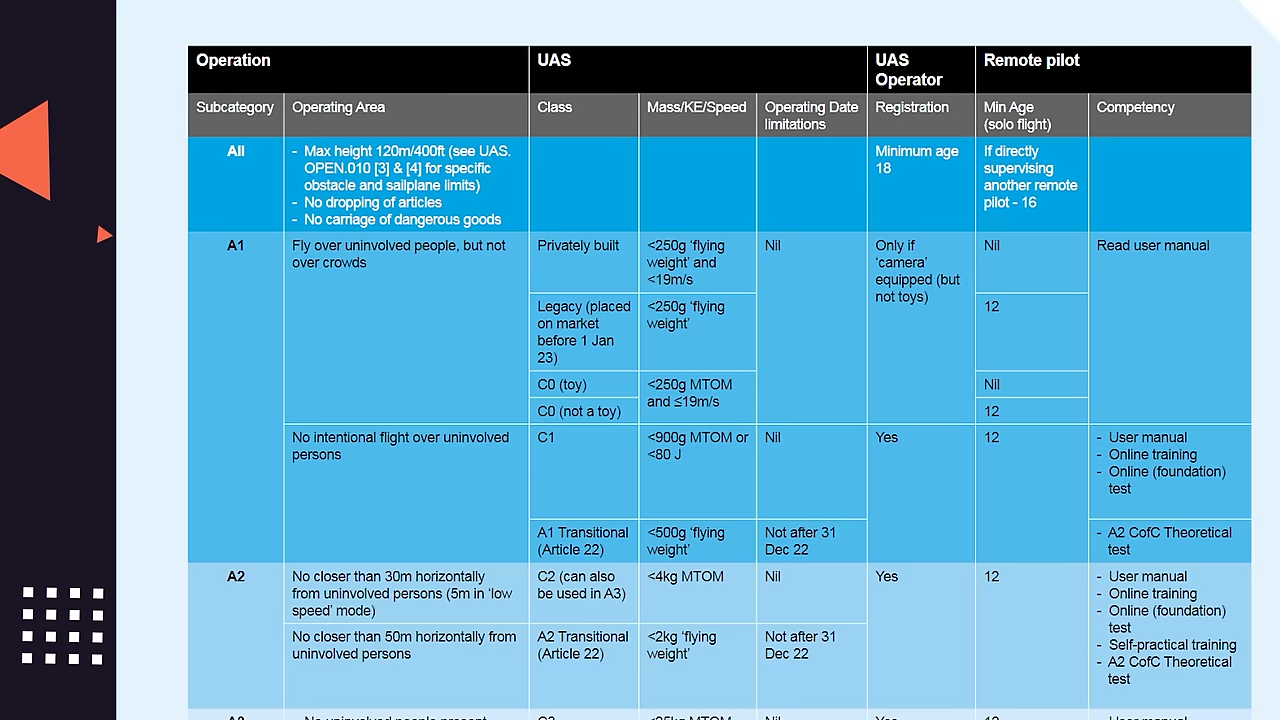 Operation
UAS
UAS
Operator
Remote pilot
Subcategory
Operating Area
Class
Mass/KE/Speed
Operating Date
limitations
Registration
Min Age
(solo flight)
Competency
All
- Max height 120m/400ft (see UAS.
OPEN.010 [3] & [4] for specific
obstacle and sailplane limits)
- No dropping of articles
- No carriage of dangerous goods
Minimum age
18
If directly
supervising
another remote
pilot - 16
A1
Fly over uninvolved people, but not
over crowds
Privately built
<250g ‘flying
weight’ and
<19m/s
Nil
Only if
‘camera’
equipped (but
not toys)
Nil
Read user manual
Legacy (placed
on market
before 1 Jan
23)
<250g ‘flying
weight’
12
C0 (toy)
<250g MTOM
and ≤19m/s
Nil
C0 (not a toy)
12
No intentional flight over uninvolved
persons
C1
<900g MTOM or
<80 J
Nil
Yes
12
- User manual
- Online training
- Online (foundation)
test
A1 Transitional
(Article 22)
<500g ‘flying
weight’
Not after 31
Dec 22
- A2 CofC Theoretical
test
A2
No closer than 30m horizontally
from uninvolved persons (5m in ‘low
speed’ mode)
C2 (can also
be used in A3)
<4kg MTOM
Nil
Yes
12
- User manual
- Online training
- Online (foundation)
test
- Self-practical training
- A2 CofC Theoretical
test
No closer than 50m horizontally from
uninvolved persons
A2 Transitional
(Article 22)
<2kg ‘flying
weight’
Not after 31
Dec 22